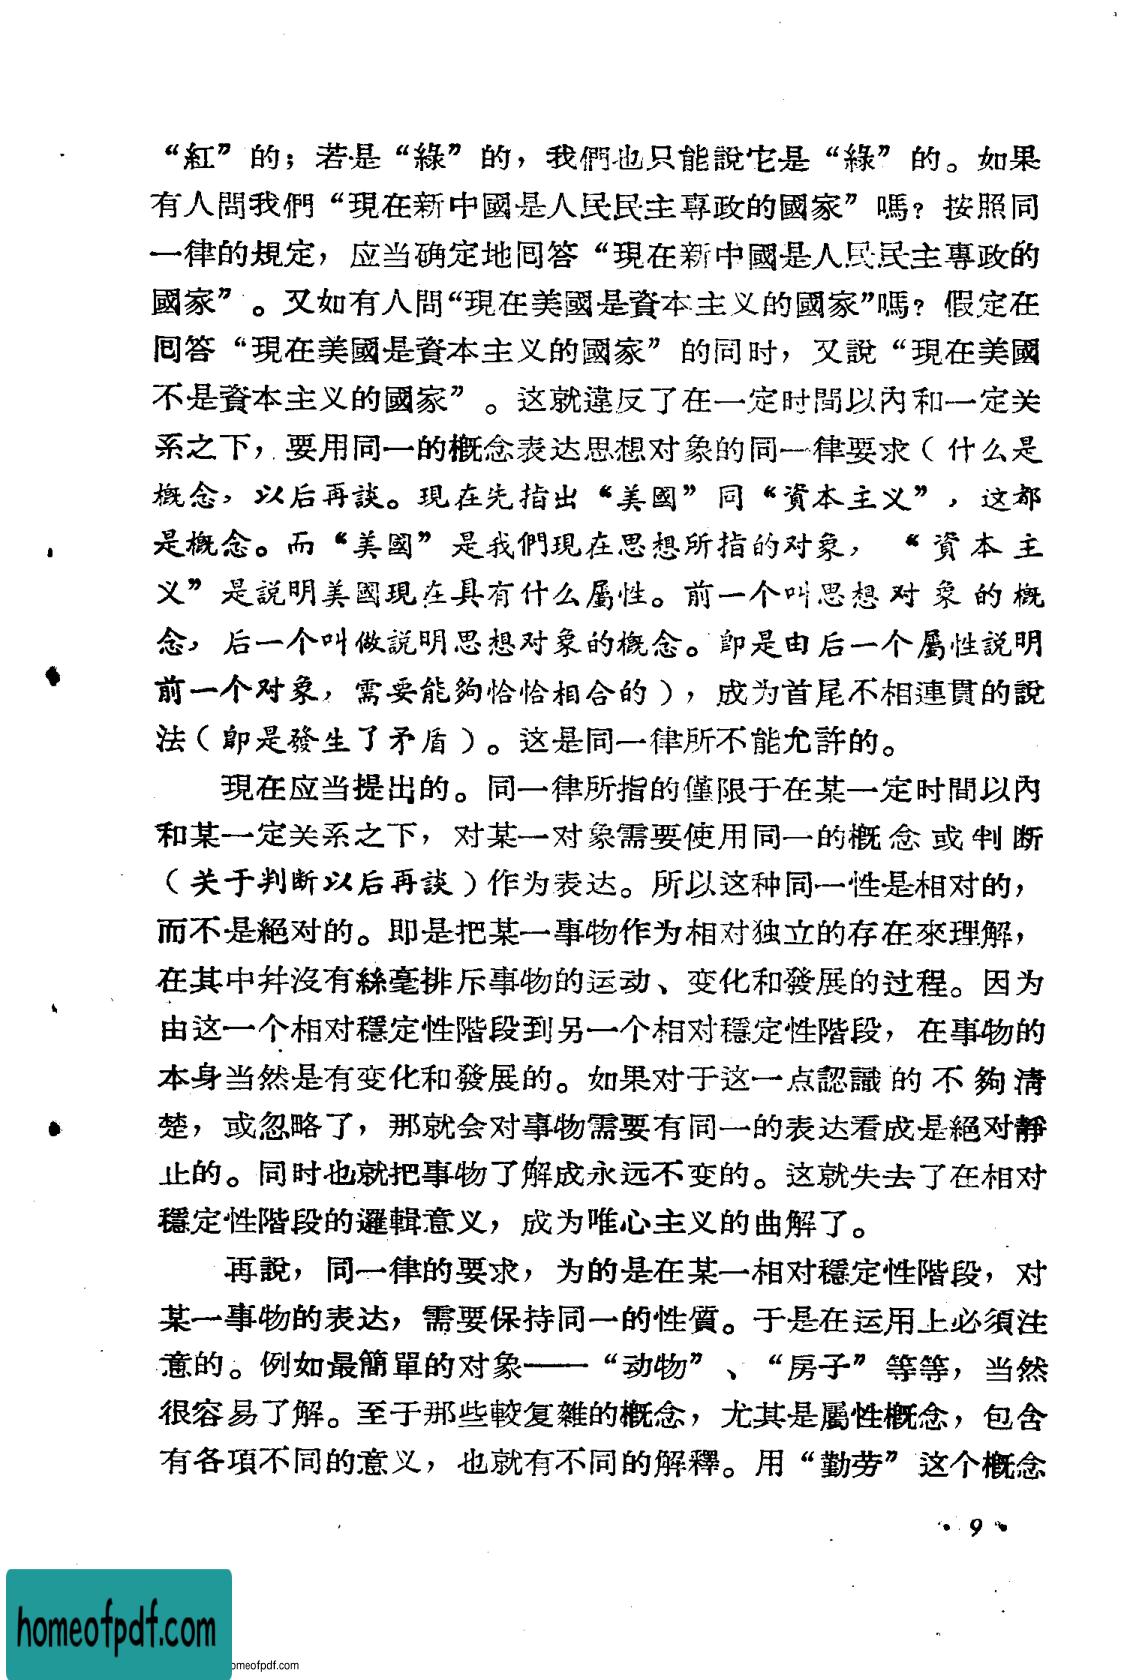 “紅”的；若是“綠”的，我們也只能說它是“綠”的。如果
有人問我們“現在新中國是人民民主專政的國家”嗎？按照同
一律的規定，应当确定地囘答“現在新中國是人民民主專政的
國家”。又如有人問“現在美國是資本主义的國家”嗎？假定在
囘答“現在美國是資本主义的國家”的同时，又說“現在美國
不是資本主义的國家”。这就違反了在一定时間以內和一定关
系之下，要用同一的概念表达思想对象的同一律要求（什么是
概念，以后再談。現在先指出“美國”同“資本主义”，这都
是概念。而“美國”是我們現在思想所指的对象，“資本主
义”是說明美國現在具有什么屬性。前一个叫思想对象的概
念，后一个叫做說明思想对象的概念。卽是由后一个屬性說明
前一个对象，需要能夠恰恰相合的），成为首尾不相連貫的說
法（卽是發生了矛盾）。这是同一律所不能允許的。
現在应当提出的。同一律所指的僅限于在某一定时間以內
和某一定关系之下，对某一对象需要使用同一的概念或判断
（关于判断以后再談）作为表达。所以这种同一性是相对的，
而不是絕对的。即是把某一事物作为相对独立的存在來理解，
在其中幷沒有絲毫排斥事物的运动、变化和發展的过程。因为
由这一个相对穩定性階段到另一个相对穩定性階段，在事物的
本身当然是有变化和發展的。如果对于这一点認識的不夠清
楚，或忽略了，那就会对事物需要有同一的表达看成是絕对靜
止的。同时也就把事物了解成永远不变的。这就失去了在相对
穩定性階段的邏輯意义，成为唯心主义的曲解了。
再說，同一律的要求，为的是在某一相对穩定性階段，对
某一事物的表达，需要保持同一的性質。于是在运用上必須注
意的。例如最簡單的对象——“动物”、“房子”等等，当然
很容易了解。至于那些較复雜的概念，尤其是屬性概念，包含
有各項不同的意义，也就有不同的解釋。用“勤劳”这个概念
• 9 •
homeofpdf.com
omeofpdf.com